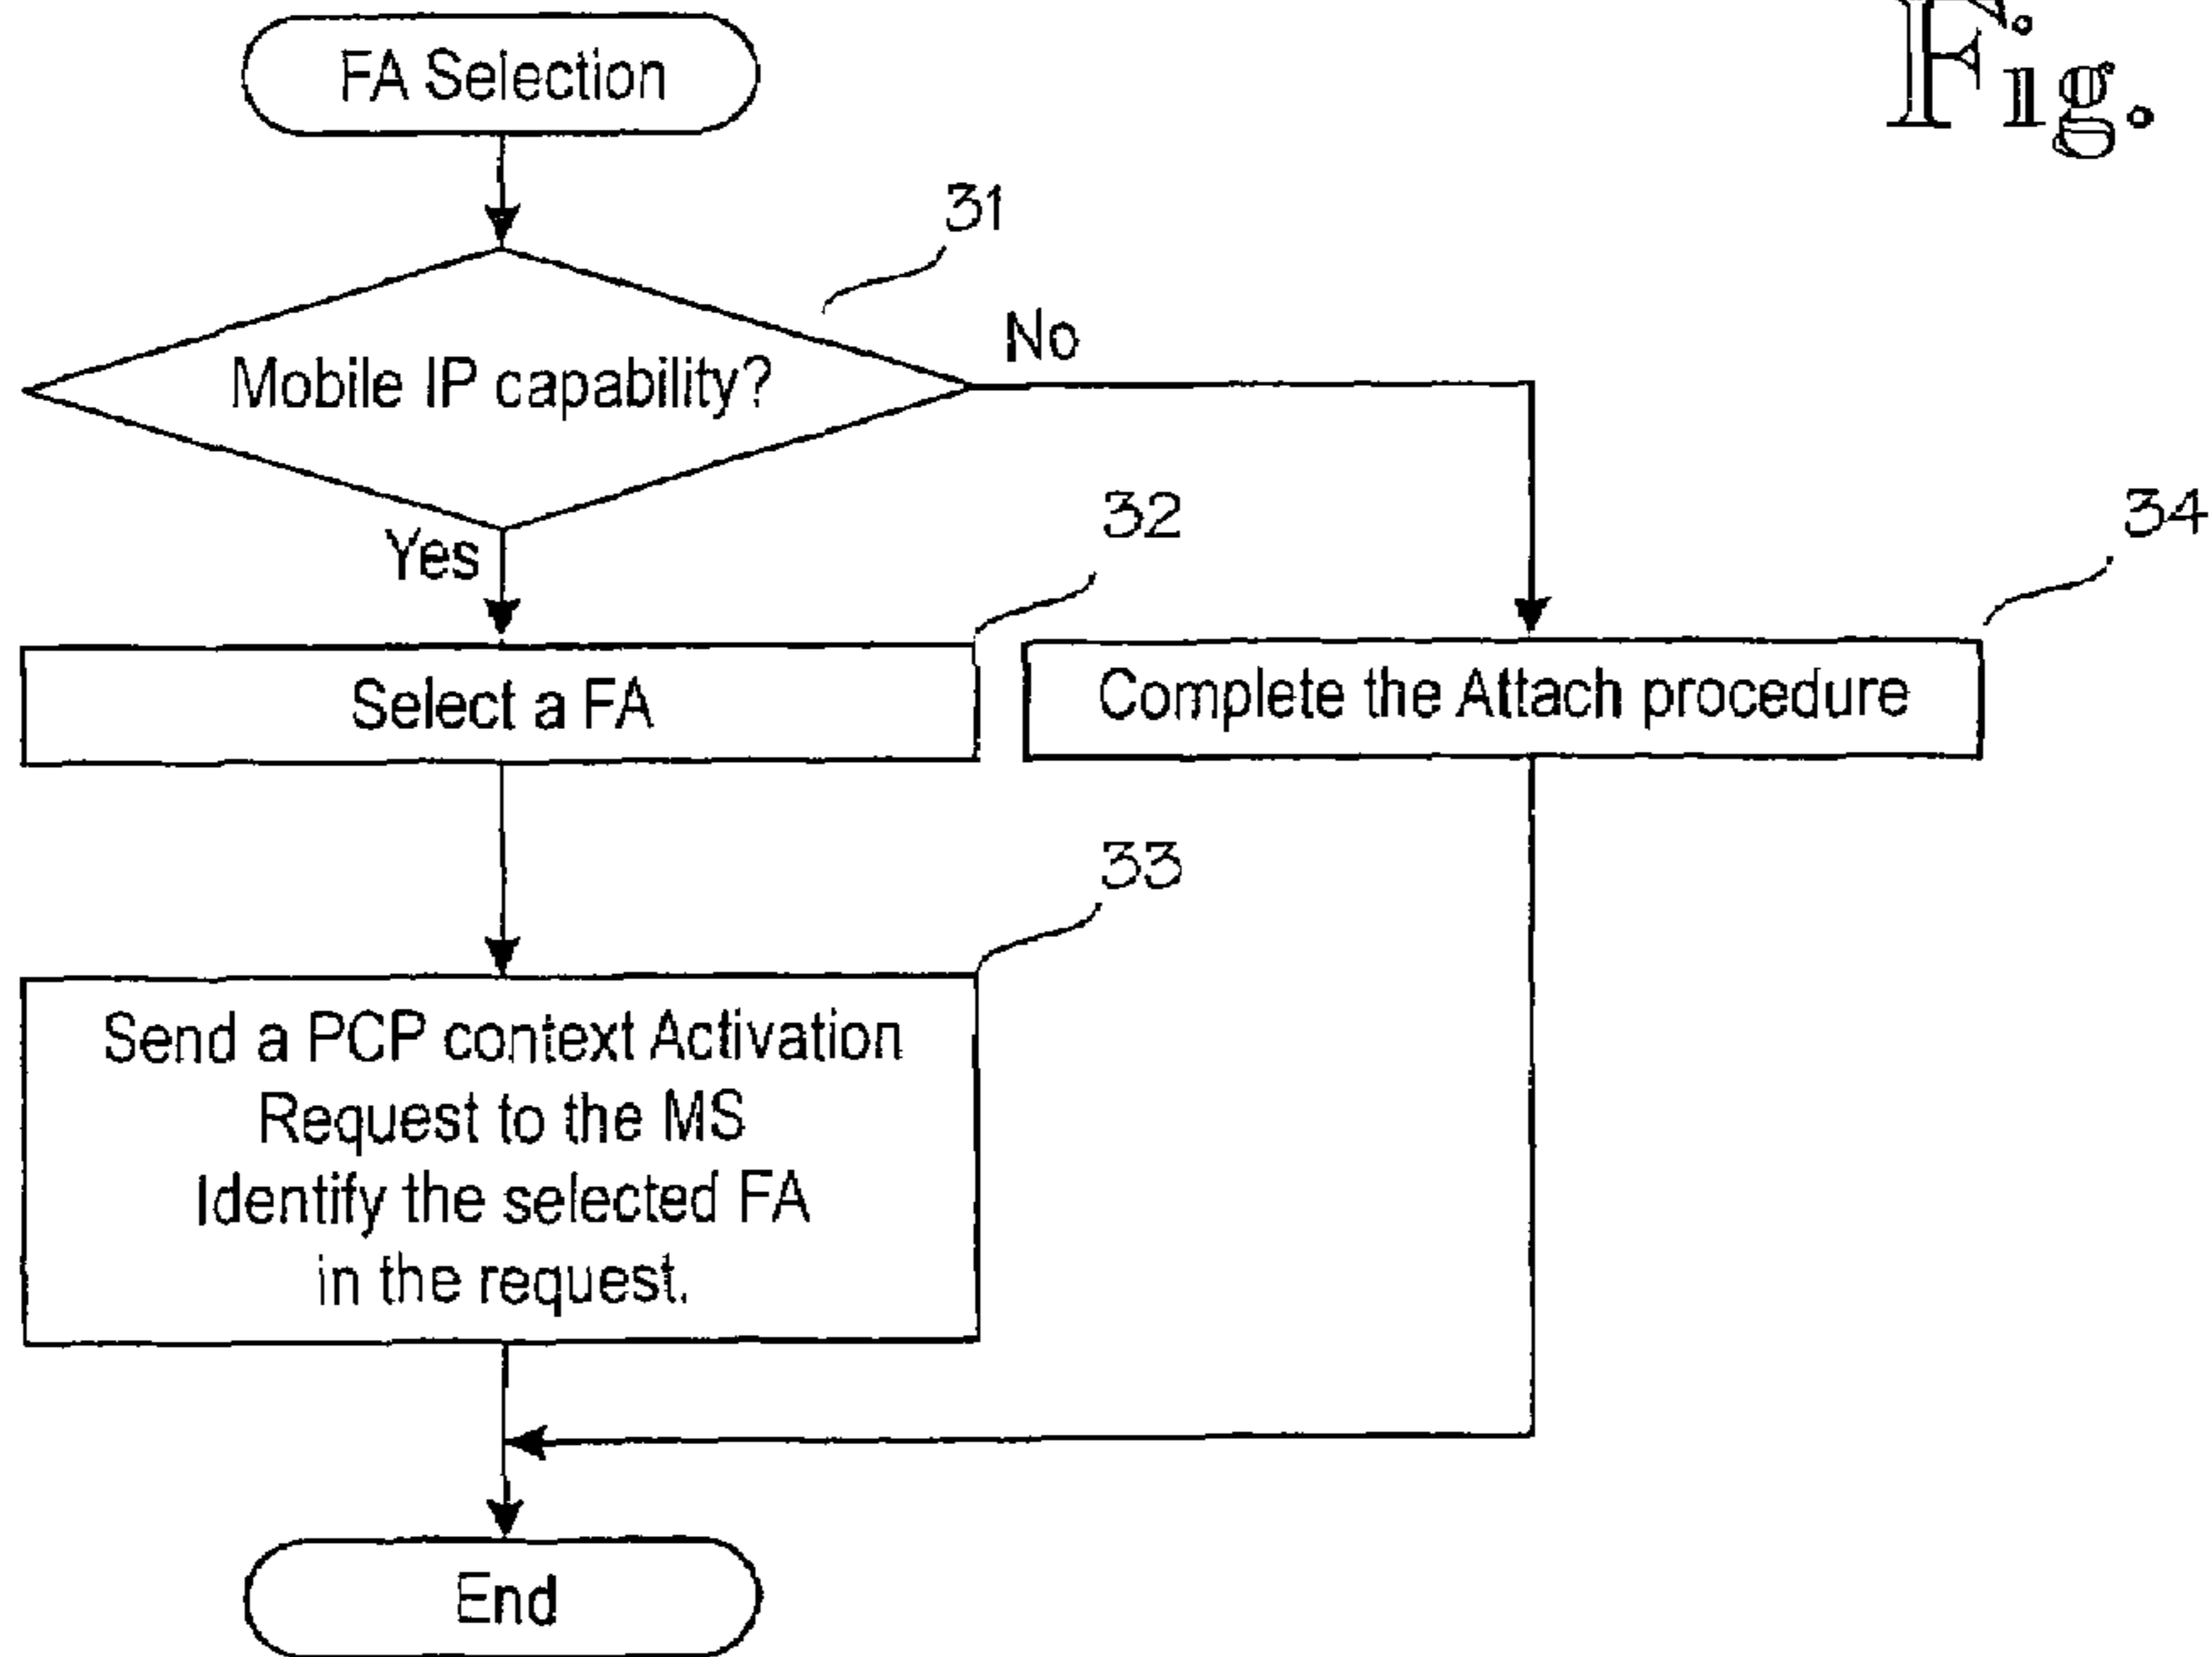 FA Selection
Fig.
31
Mobile IP capability?
No
Yes
32
34
Select a FA
Complete the Attach procedure
33
Send a PCP context Activation
Request to the MS
Identify the selected FA
in the request.
End